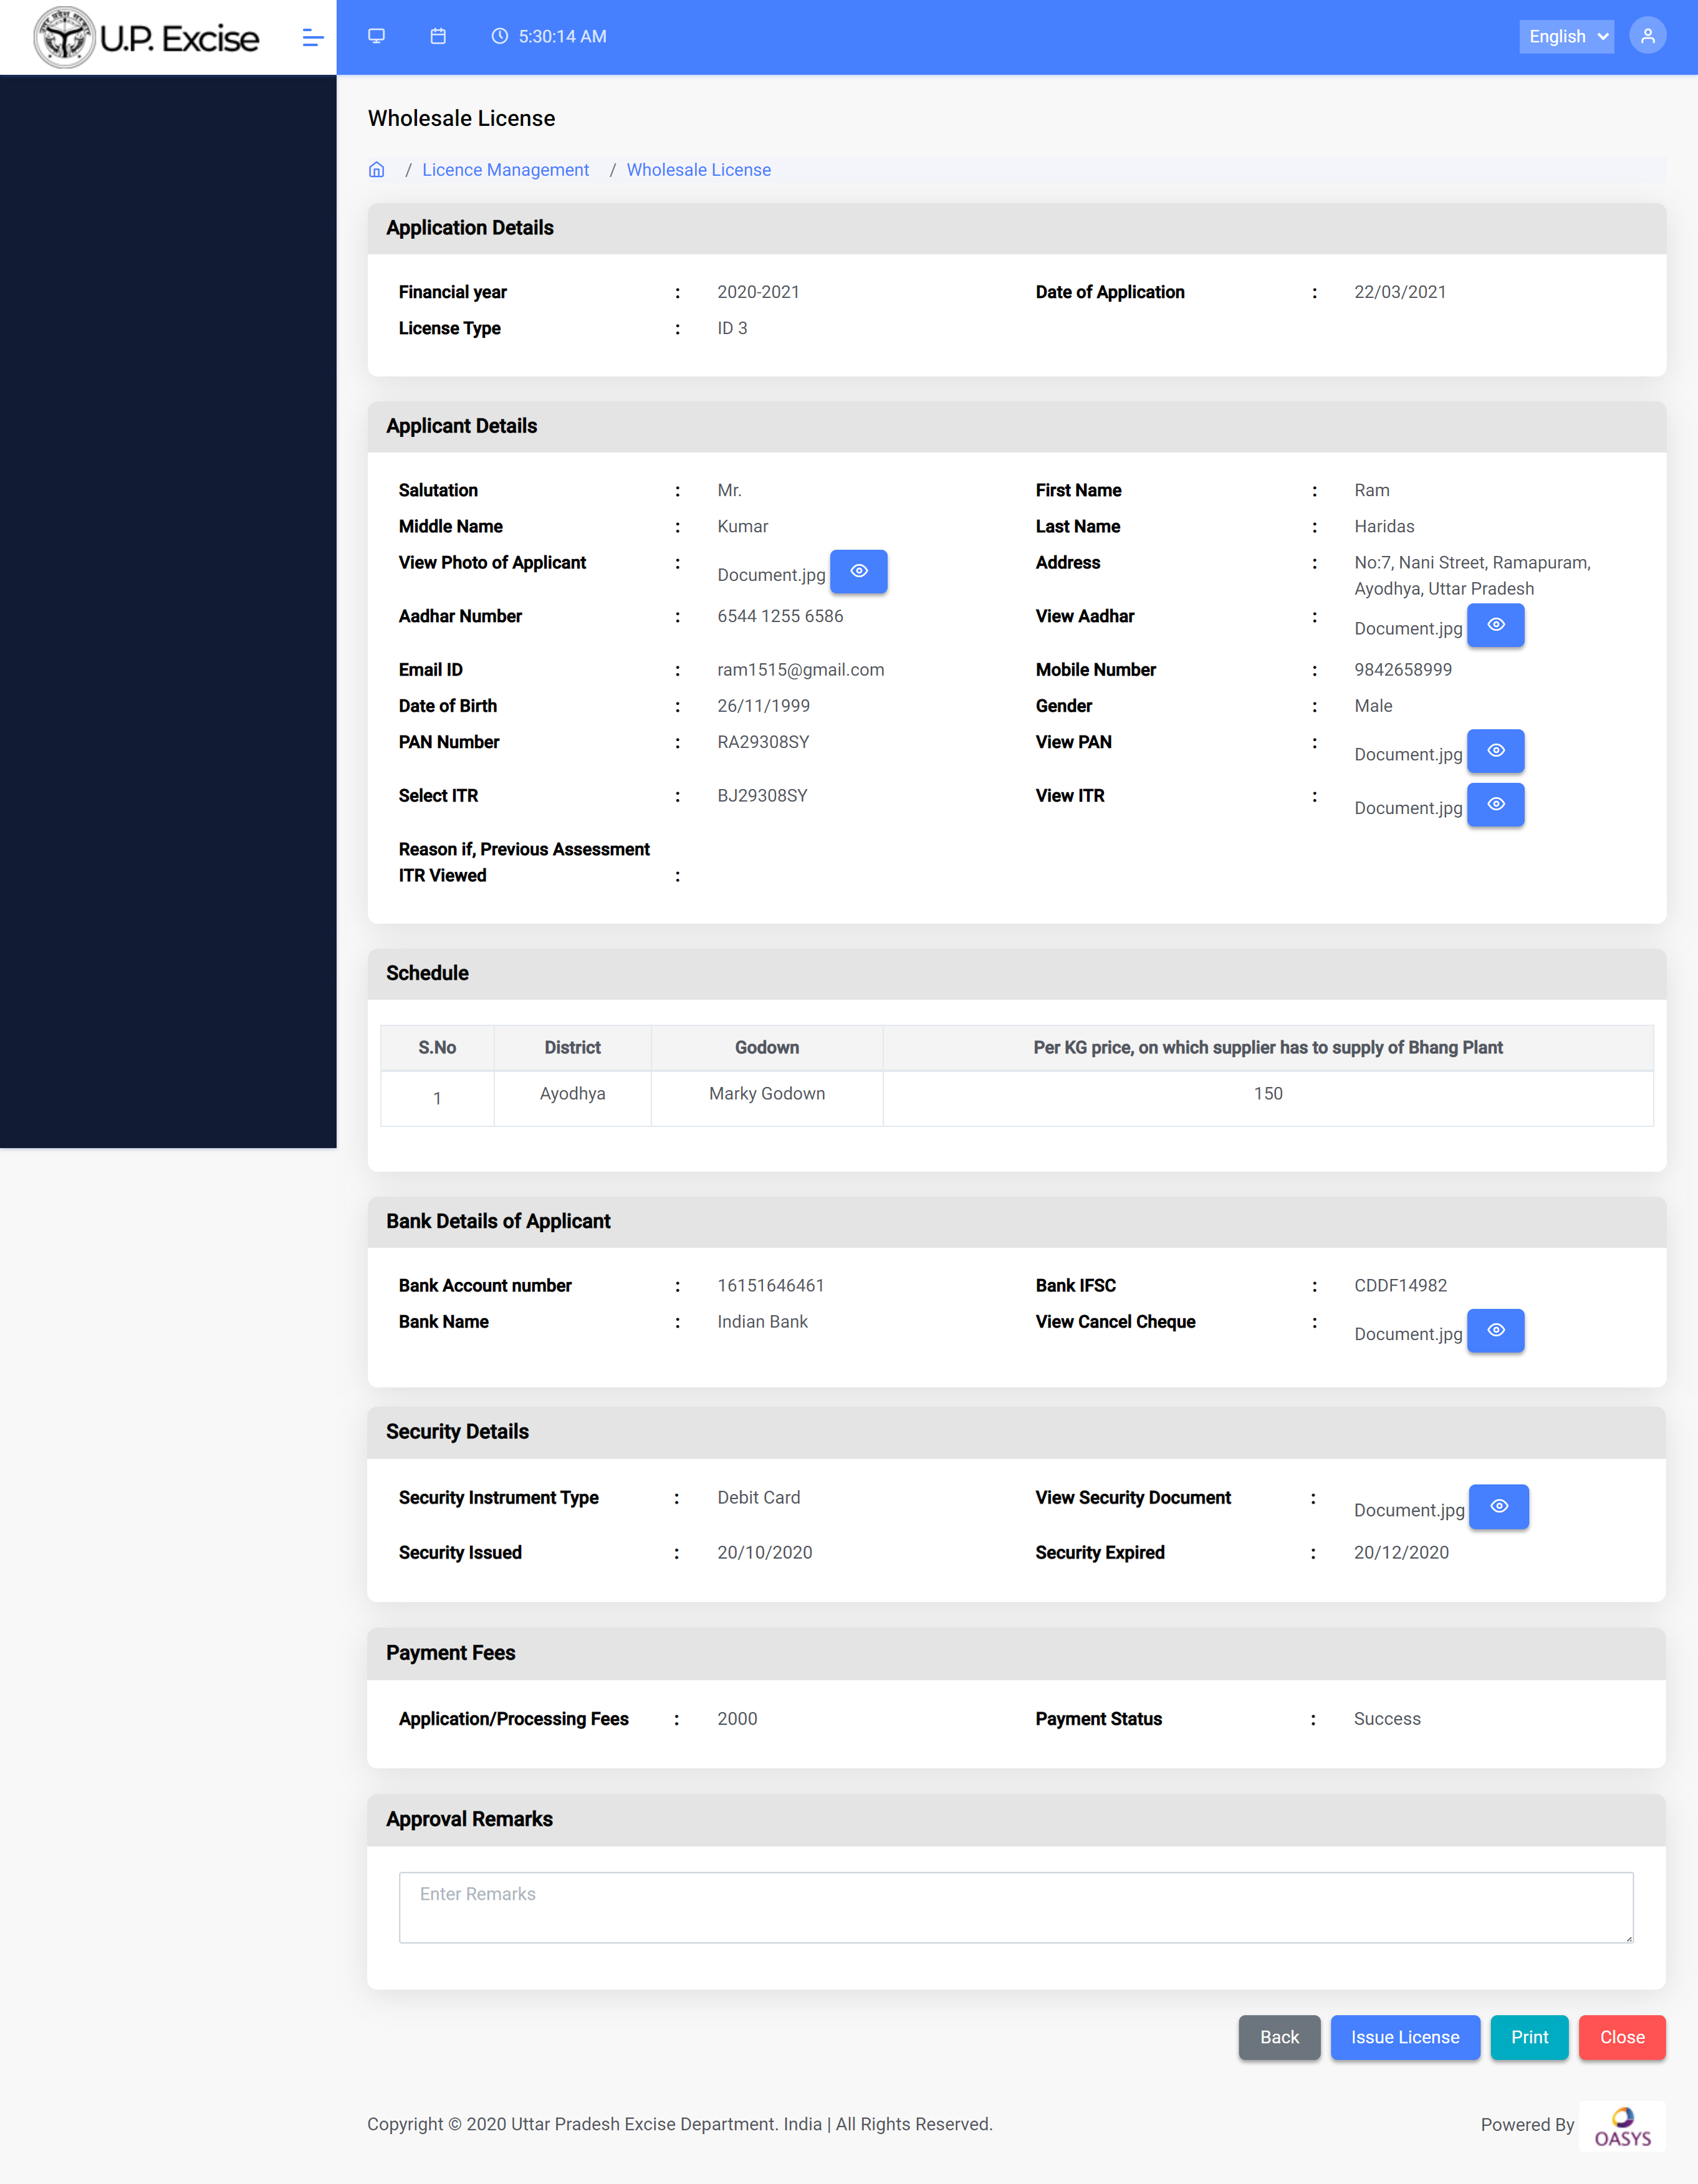 U.P. Excise
5:30:14 AM
English
Wholesale License
/ Licence Management / Wholesale License
Application Details
Financial year : 2020-2021 Date of Application : 22/03/2021
License Type : ID 3
Applicant Details
Salutation : Mr. First Name : Ram
Middle Name : Kumar Last Name : Haridas
View Photo of Applicant : Document.jpg Address : No:7, Nani Street, Ramapuram,
Ayodhya, Uttar Pradesh
Aadhar Number : 6544 1255 6586 View Aadhar : Document.jpg
Email ID : ram1515@gmail.com Mobile Number : 9842658999
Date of Birth : 26/11/1999 Gender : Male
PAN Number : RA29308SY View PAN : Document.jpg
Select ITR : BJ29308SY View ITR : Document.jpg
Reason if, Previous Assessment
ITR Viewed :
Schedule
S.No District Godown Per KG price, on which supplier has to supply of Bhang Plant
1 Ayodhya Marky Godown 150
Bank Details of Applicant
Bank Account number : 16151646461 Bank IFSC : CDDF14982
Bank Name : Indian Bank View Cancel Cheque : Document.jpg
Security Details
Security Instrument Type : Debit Card View Security Document : Document.jpg
Security Issued : 20/10/2020 Security Expired : 20/12/2020
Payment Fees
Application/Processing Fees : 2000 Payment Status : Success
Approval Remarks
Enter Remarks
Back Issue License Print Close
Copyright © 2020 Uttar Pradesh Excise Department. India | All Rights Reserved. Powered By OASYS